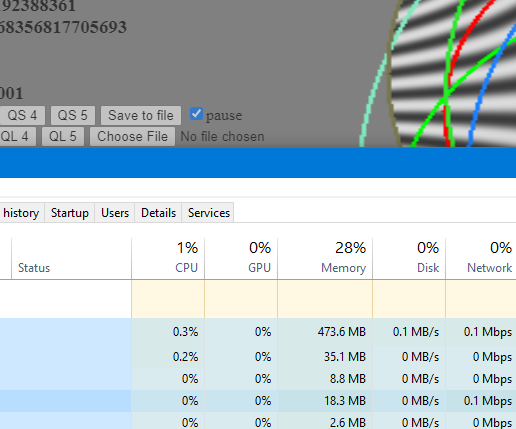 192388361
68356817705693
001
QS 4 QS 5 Save to file pause
QL 4 QL 5 Choose File No file chosen
history Startup Users Details Services
1% 0% 28% 0% 0%
Status CPU GPU Memory Disk Network
0.3% 0% 473.6 MB 0.1 MB/s 0.1 Mbps
0.2% 0% 35.1 MB 0 MB/s 0 Mbps
0% 0% 8.8 MB 0 MB/s 0 Mbps
0% 0% 18.3 MB 0 MB/s 0.1 Mbps
0% 0% 2.6 MB 0 MB/s 0 Mbps